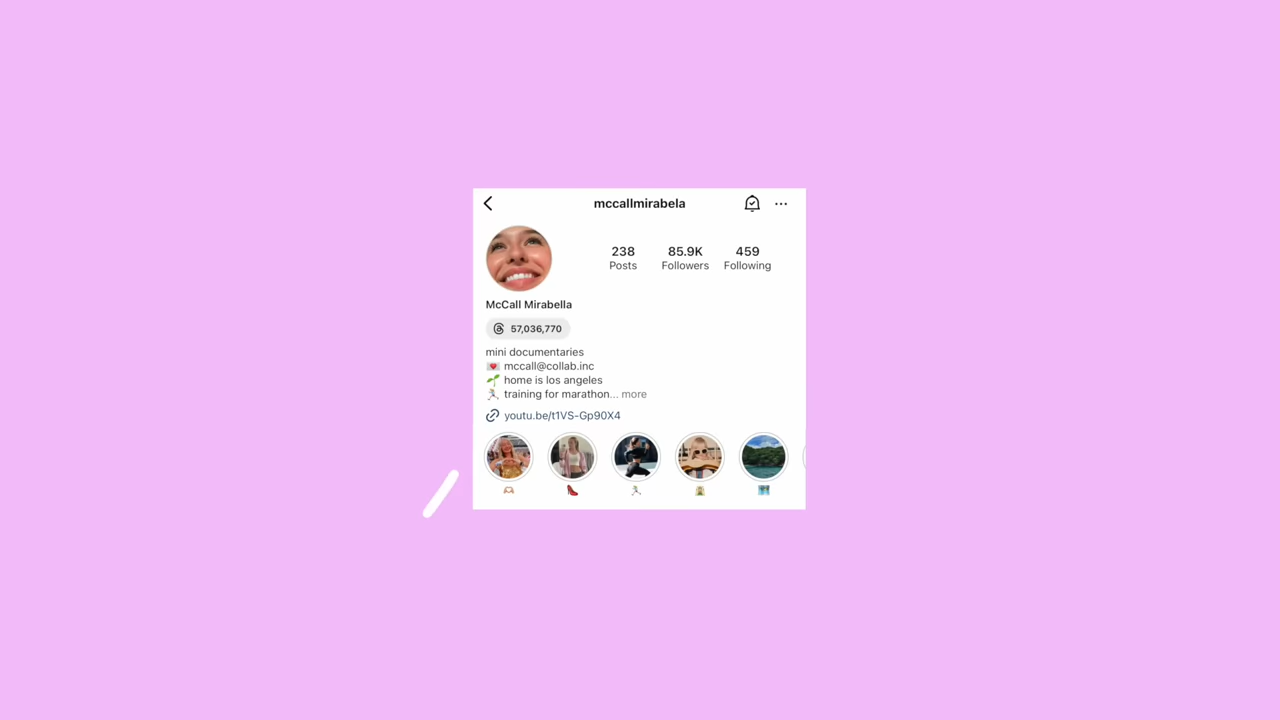 mccallmirabela
238 85.9K 459
Posts Followers Following
McCall Mirabella
57,036,770
mini documentaries
💌 mccall@collab.inc
🌱 home is los angeles
🏃 training for marathon... more
youtu.be/t1VS-Gp90X4